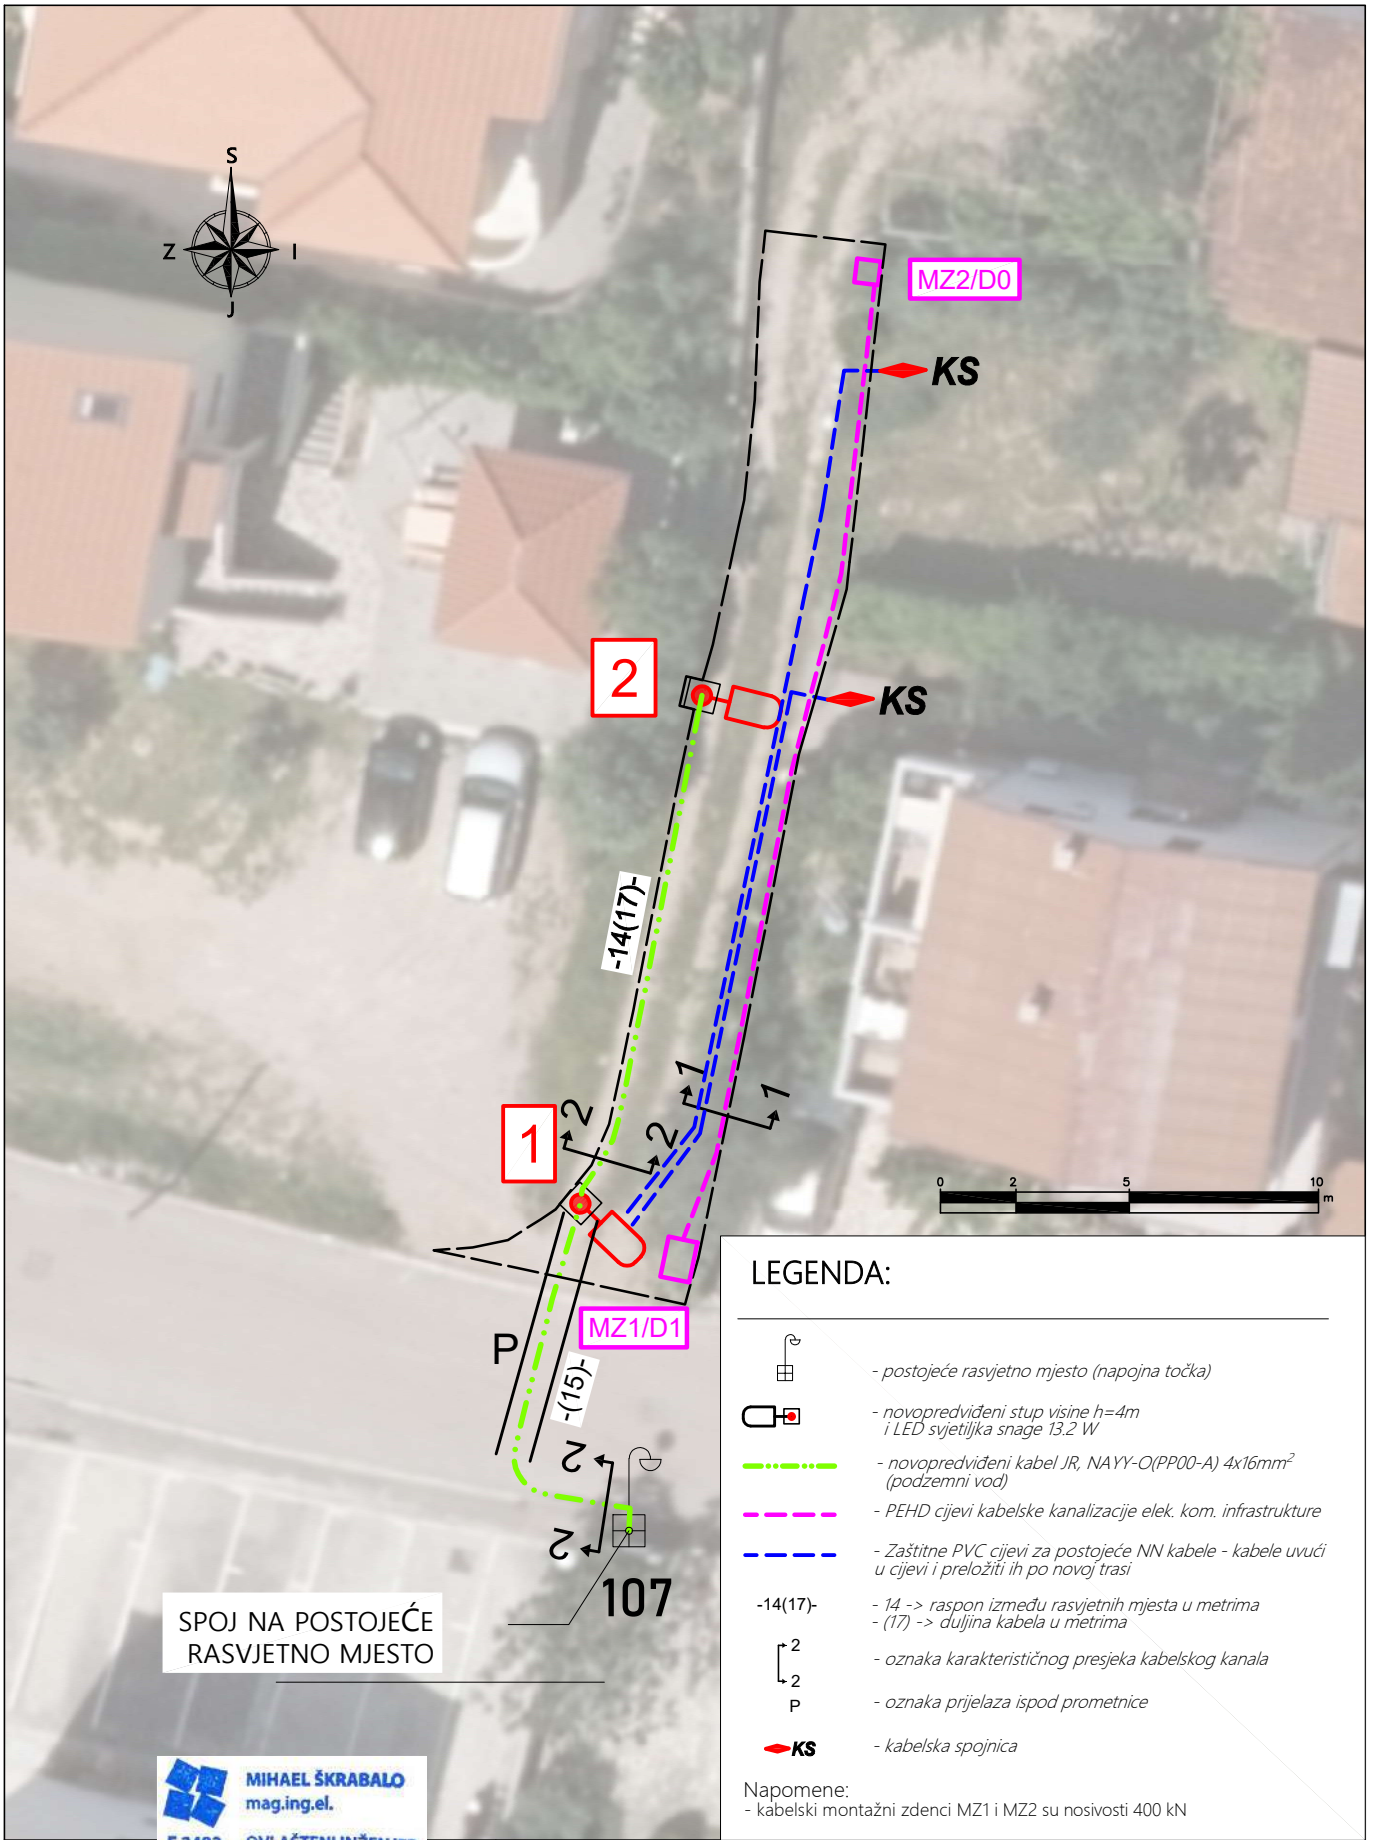 S
Z
I
J
MZ2/D0
KS
2
KS
-14(17)-
1
1
2
2
1
0
2
5
10
m
MZ1/D1
P
-(15)-
2
2
107
SPOJ NA POSTOJEĆE
RASVJETNO MJESTO
LEGENDA:
- postojeće rasvjetno mjesto (napojna točka)
- novopredviđeni stup visine h=4m
i LED svjetiljka snage 13.2 W
- novopredviđeni kabel JR, NAYY-O(PP00-A) 4x16mm²
(podzemni vod)
- PEHD cijevi kabelske kanalizacije elek. kom. infrastrukture
- Zaštitne PVC cijevi za postojeće NN kabele - kabele uvući
u cijevi i preložiti ih po novoj trasi
-14(17)- - 14 -> raspon između rasvjetnih mjesta u metrima
- (17) -> duljina kabela u metrima
2
- oznaka karakterističnog presjeka kabelskog kanala
2
P - oznaka prijelaza ispod prometnice
KS - kabelska spojnica
Napomene:
- kabelski montažni zdenci MZ1 i MZ2 su nosivosti 400 kN
MIHAEL ŠKRABALO
mag.ing.el.